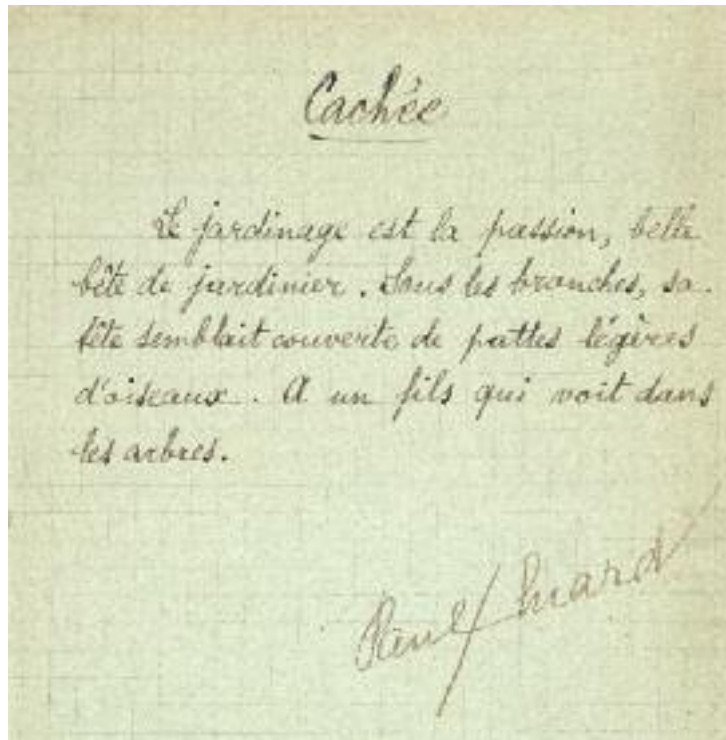 Cachée
Le jardinage est la passion, belle
bête de jardinier. Sous les branches, sa
tête semblait couverte de pattes légères
d'oiseaux. A un fils qui voit dans
les arbres.
Paul Eluard